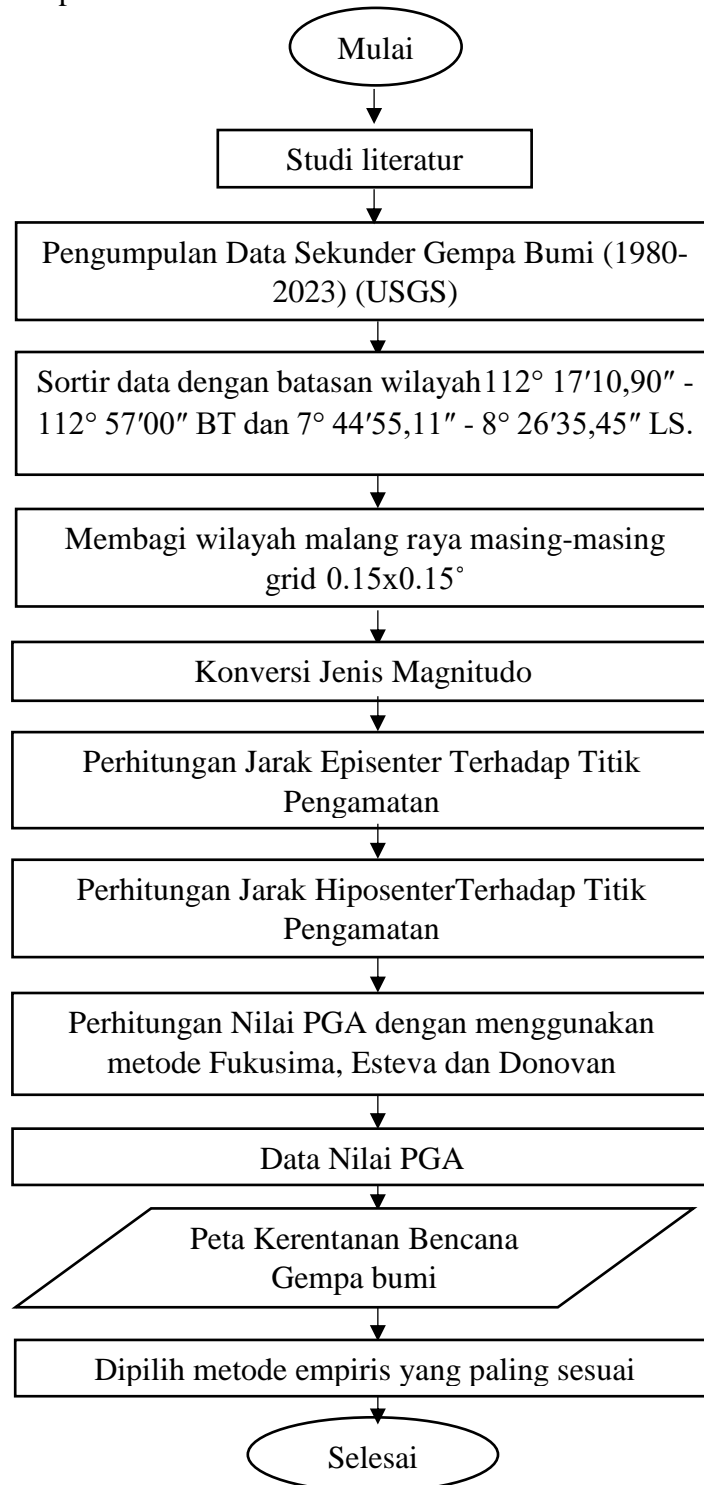 Mulai
Studi literatur
Pengumpulan Data Sekunder Gempa Bumi (1980-
2023) (USGS)
Sortir data dengan batasan wilayah112° 17′10,90″ -
112° 57′00″ BT dan 7° 44′55,11″ - 8° 26′35,45″ LS.
Membagi wilayah malang raya masing-masing
grid 0.15x0.15˚
Konversi Jenis Magnitudo
Perhitungan Jarak Episenter Terhadap Titik
Pengamatan
Perhitungan Jarak HiposenterTerhadap Titik
Pengamatan
Perhitungan Nilai PGA dengan menggunakan
metode Fukusima, Esteva dan Donovan
Data Nilai PGA
Peta Kerentanan Bencana
Gempa bumi
Dipilih metode empiris yang paling sesuai
Selesai